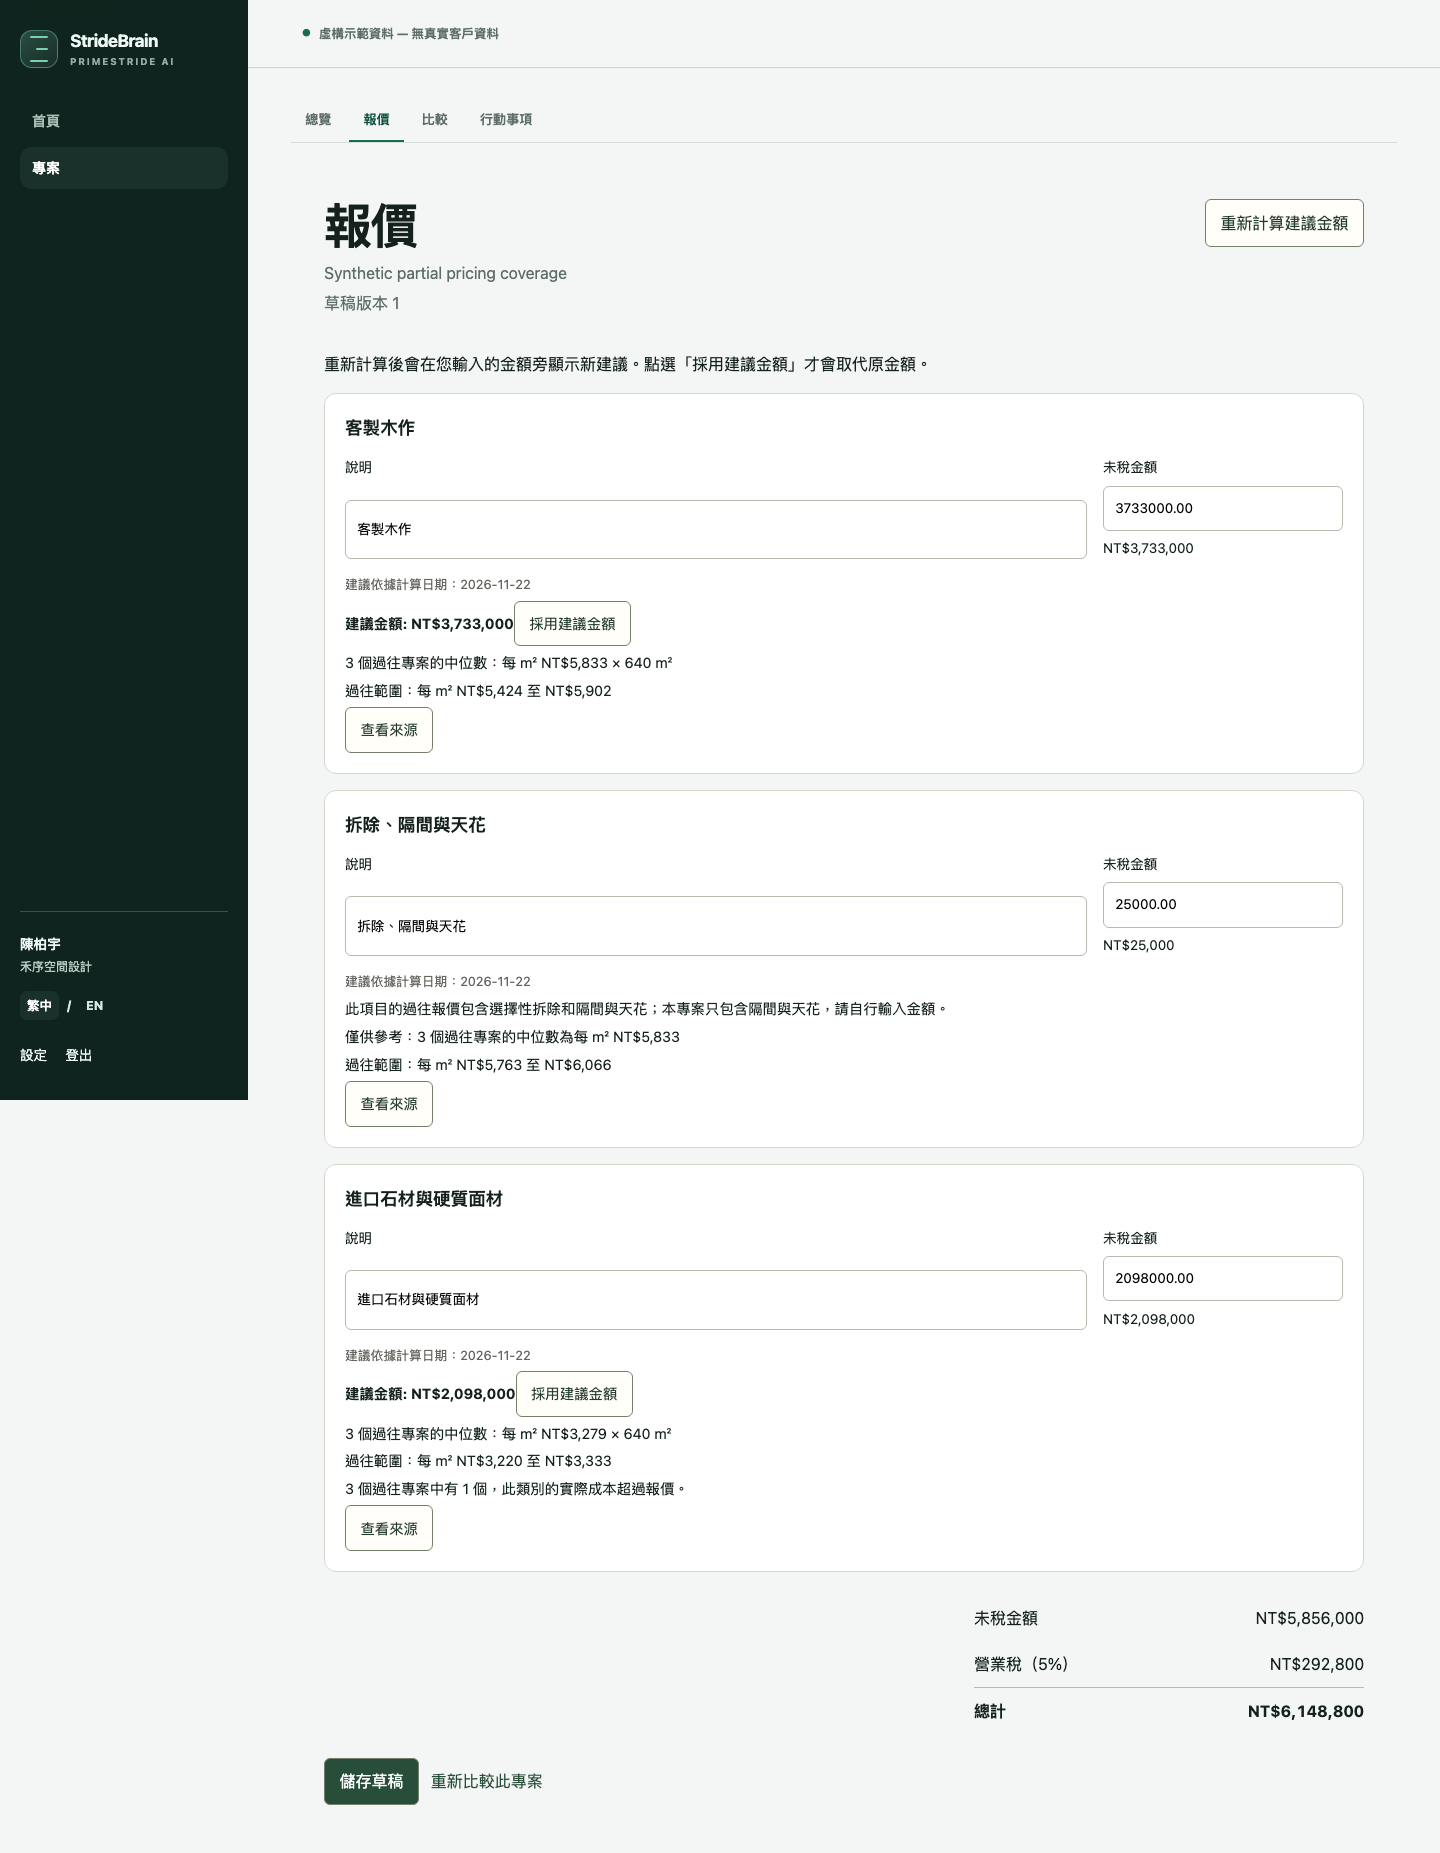 StrideBrain
PRIMESTRIDE AI
首頁
專案
陳柏宇
禾序空間設計
繁中 / EN
設定 登出
虛構示範資料 — 無真實客戶資料
總覽 報價 比較 行動事項
報價
重新計算建議金額
Synthetic partial pricing coverage
草稿版本 1
重新計算後會在您輸入的金額旁顯示新建議。點選「採用建議金額」才會取代原金額。
客製木作
說明
未稅金額
客製木作
3733000.00
NT$3,733,000
建議依據計算日期：2026-11-22
建議金額: NT$3,733,000 採用建議金額
3 個過往專案的中位數：每 m² NT$5,833 × 640 m²
過往範圍：每 m² NT$5,424 至 NT$5,902
查看來源
拆除、隔間與天花
說明
未稅金額
拆除、隔間與天花
25000.00
NT$25,000
建議依據計算日期：2026-11-22
此項目的過往報價包含選擇性拆除和隔間與天花；本專案只包含隔間與天花，請自行輸入金額。
僅供參考：3 個過往專案的中位數為每 m² NT$5,833
過往範圍：每 m² NT$5,763 至 NT$6,066
查看來源
進口石材與硬質面材
說明
未稅金額
進口石材與硬質面材
2098000.00
NT$2,098,000
建議依據計算日期：2026-11-22
建議金額: NT$2,098,000 採用建議金額
3 個過往專案的中位數：每 m² NT$3,279 × 640 m²
過往範圍：每 m² NT$3,220 至 NT$3,333
3 個過往專案中有 1 個，此類別的實際成本超過報價。
查看來源
未稅金額 NT$5,856,000
營業稅（5%） NT$292,800
總計 NT$6,148,800
儲存草稿 重新比較此專案